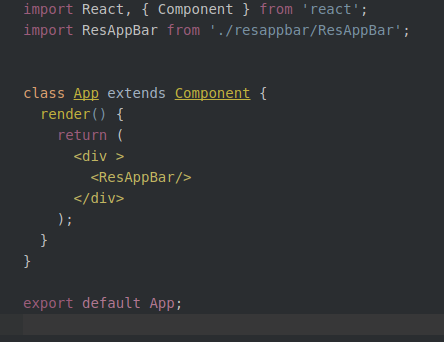 import React, { Component } from 'react';
import ResAppBar from './resappbar/ResAppBar';
class App extends Component {
render() {
return (
<div >
<ResAppBar/>
</div>
);
}
}
export default App;